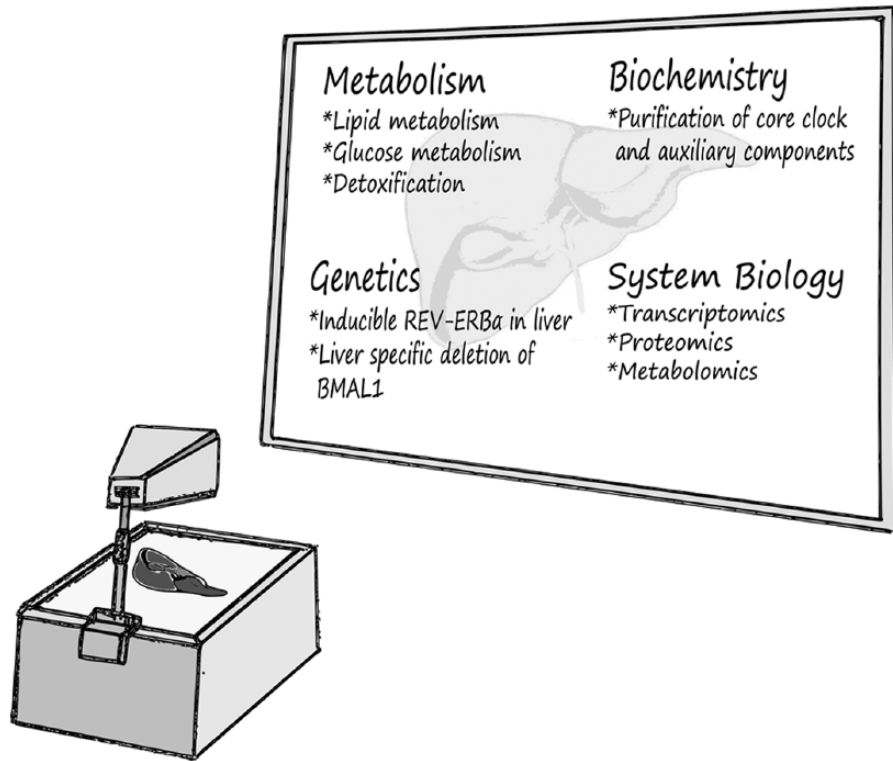 Metabolism
*Lipid metabolism
*Glucose metabolism
*Detoxification
Biochemistry
*Purification of core clock
and auxiliary components
Genetics
*Inducible REV-ERBα in liver
*Liver specific deletion of
BMAL1
System Biology
*Transcriptomics
*Proteomics
*Metabolomics